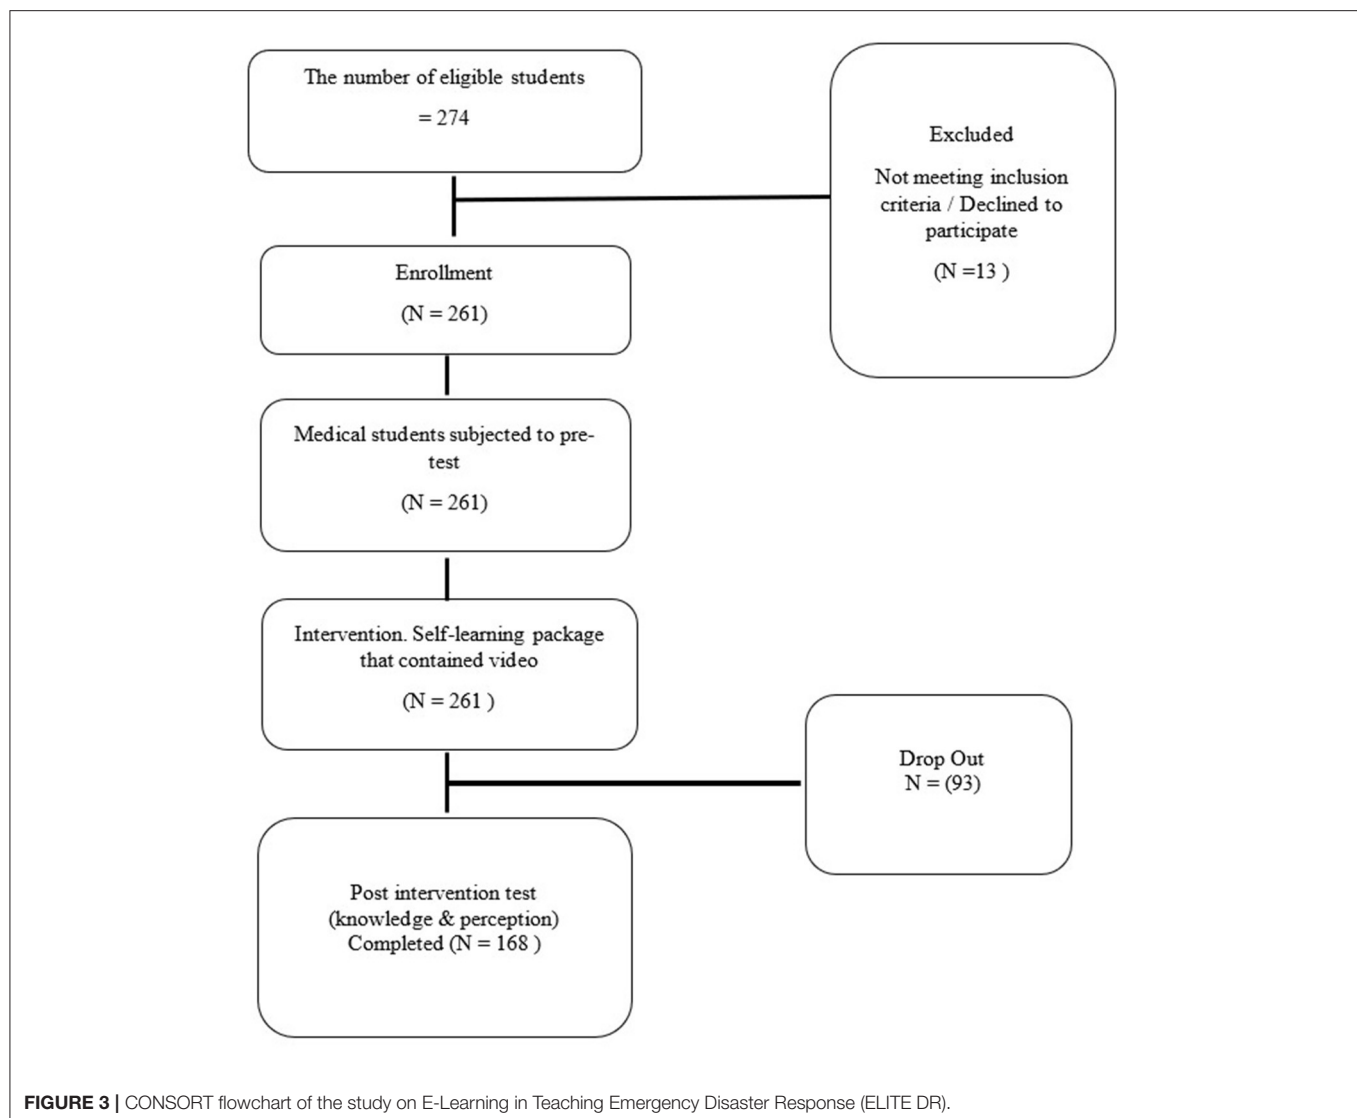 The number of eligible students
= 274
Excluded
Not meeting inclusion
criteria / Declined to
participate
(N =13 )
Enrollment
(N = 261)
Medical students subjected to pre-
test
(N = 261)
Intervention. Self-learning package
that contained video
(N = 261 )
Drop Out
N = (93)
Post intervention test
(knowledge & perception)
Completed (N = 168 )
FIGURE 3 | CONSORT flowchart of the study on E-Learning in Teaching Emergency Disaster Response (ELITE DR).